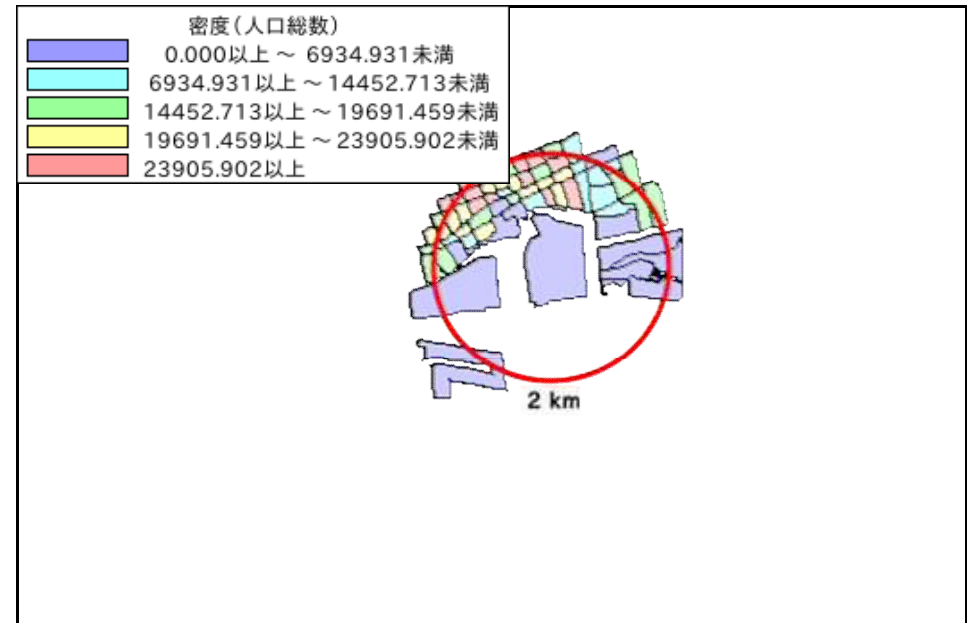 密度（人口総数）
0.000以上 ～ 6934.931未満
6934.931以上 ～ 14452.713未満
14452.713以上 ～ 19691.459未満
19691.459以上 ～ 23905.902未満
23905.902以上
2 km